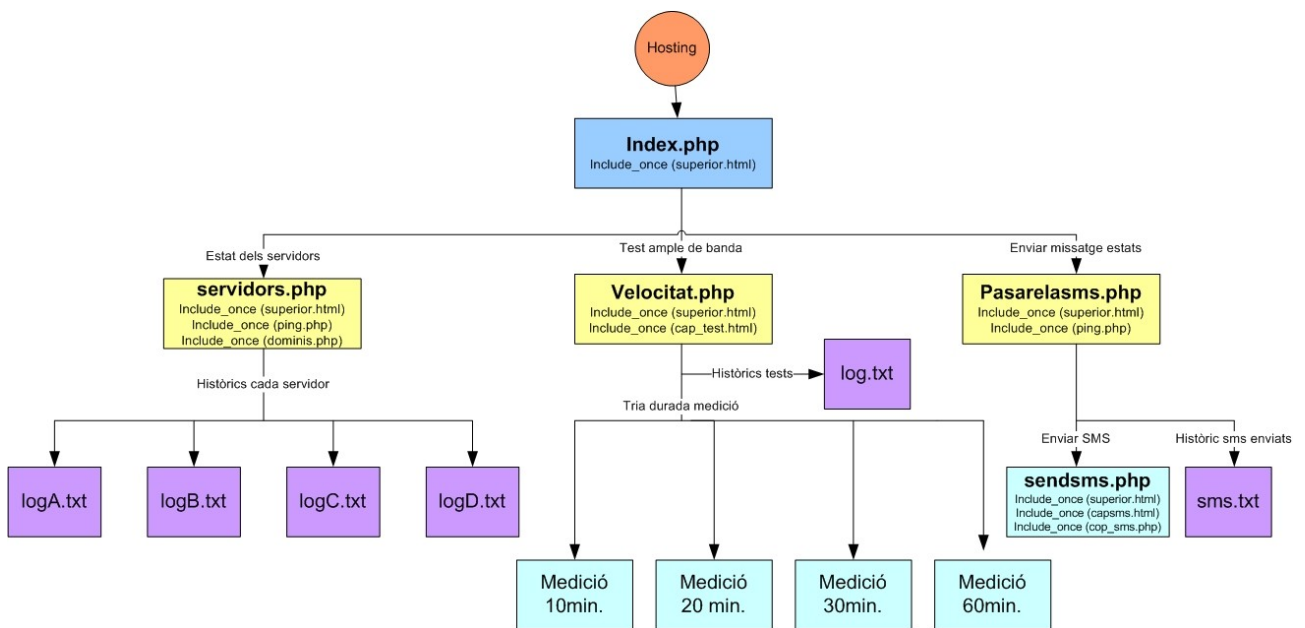 Hosting
Index.php
Include_once (superior.html)
Estat dels servidors
Test ample de banda
Enviar missatge estats
servidors.php
Include_once (superior.html)
Include_once (ping.php)
Include_once (dominis.php)
Velocitat.php
Include_once (superior.html)
Include_once (cap_test.html)
Pasarelasms.php
Include_once (superior.html)
Include_once (ping.php)
Històrics cada servidor
Històrics tests
log.txt
Tria durada medició
Enviar SMS
Històric sms enviats
logA.txt
logB.txt
logC.txt
logD.txt
sendsms.php
Include_once (superior.html)
Include_once (capsms.html)
Include_once (cop_sms.php)
sms.txt
Medició
10min.
Medició
20 min.
Medició
30min.
Medició
60min.